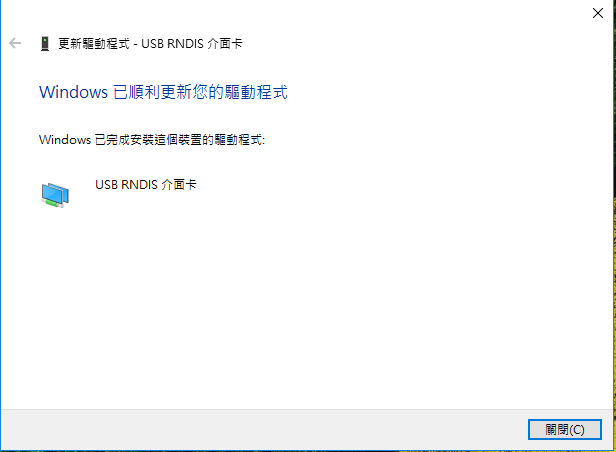 更新驅動程式 - USB RNDIS 介面卡
Windows 已順利更新您的驅動程式
Windows 已完成安裝這個裝置的驅動程式:
USB RNDIS 介面卡
關閉(C)